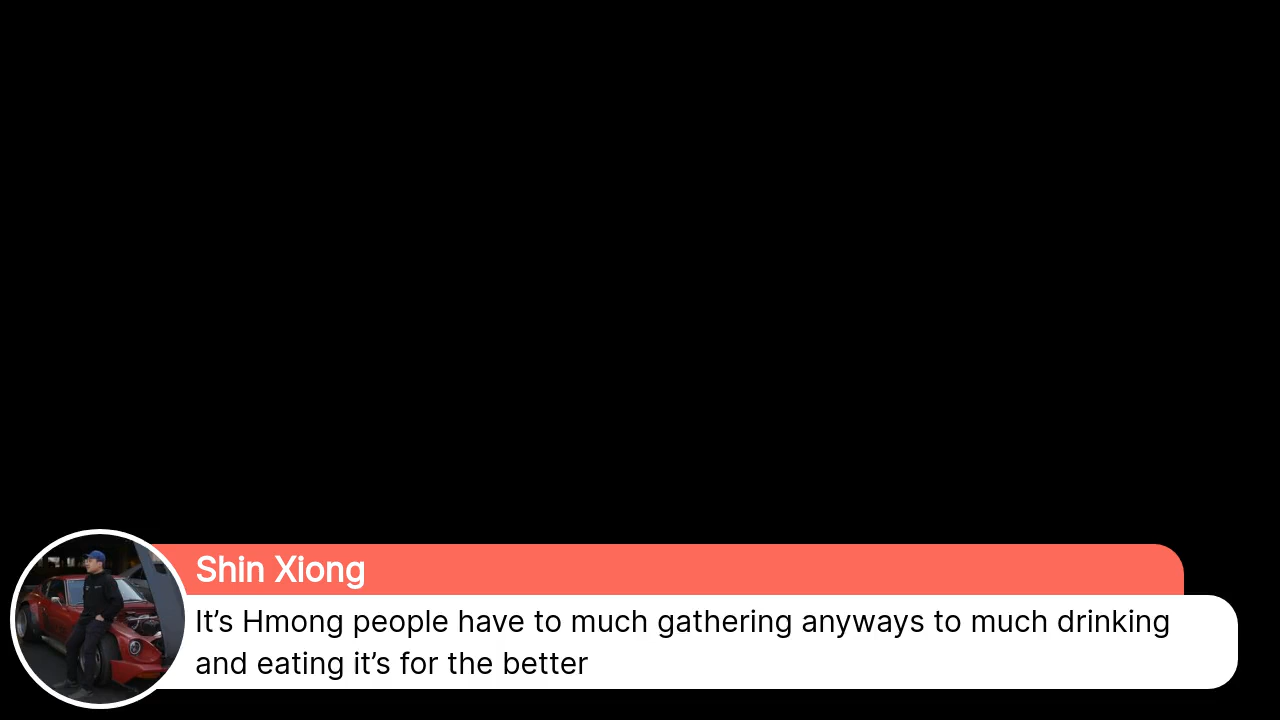 Shin Xiong
It’s Hmong people have to much gathering anyways to much drinking
and eating it’s for the better